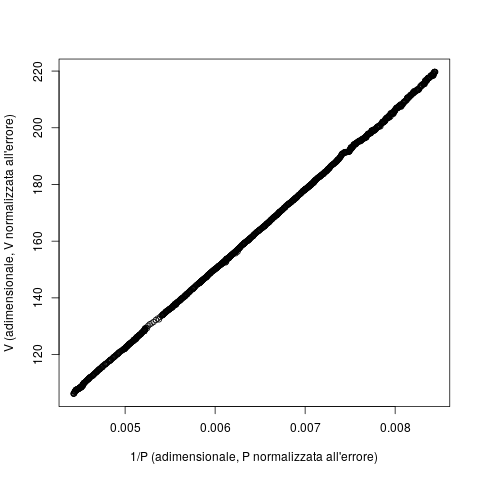 V (adimensionale, V normalizzata all'errore)
220
200
180
160
140
120
0.005 0.006 0.007 0.008
1/P (adimensionale, P normalizzata all'errore)